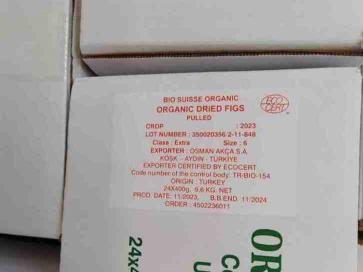 BIO SUISSE ORGANIC
ORGANIC DRIED FIGS
PULLED
CROP : 2023
LOT NUMBER : 350020356/2-11-848
Class : Extra Size : 6
EXPORTER : OSMAN AKÇA S.A.
KOŞK - AYDIN - TÜRKİYE
EXPORTER CERTIFIED BY ECOCERT
Code number of the control body: TR-BIO-154
ORIGIN : TURKEY
24X400g, 9,6 KG. NET
PROD. DATE: 11/2023, B.B.END: 11/2024
ORDER : 4502236011
ECO
CERT
OR
24x4